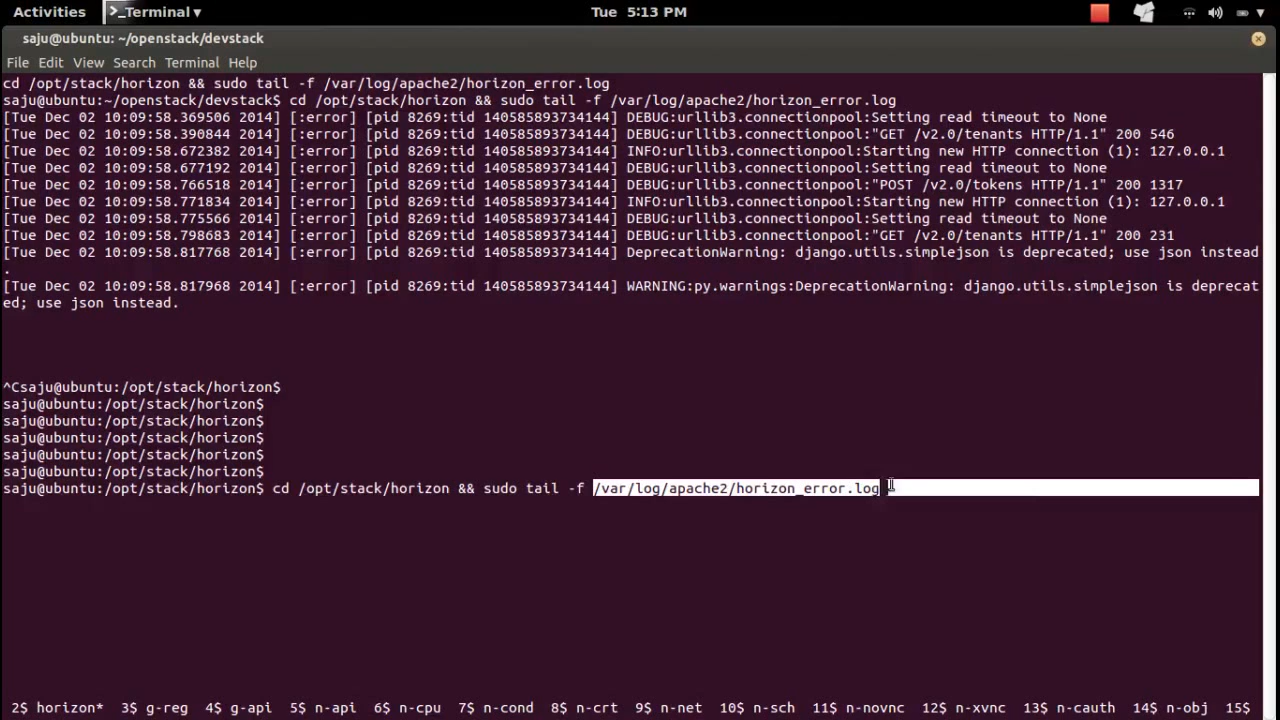 Activities >_Terminal ▾ Tue 5:13 PM
saju@ubuntu: ~/openstack/devstack
File Edit View Search Terminal Help
cd /opt/stack/horizon && sudo tail -f /var/log/apache2/horizon_error.log
saju@ubuntu:~/openstack/devstack$ cd /opt/stack/horizon && sudo tail -f /var/log/apache2/horizon_error.log
[Tue Dec 02 10:09:58.369506 2014] [:error] [pid 8269:tid 140585893734144] DEBUG:urllib3.connectionpool:Setting read timeout to None
[Tue Dec 02 10:09:58.390844 2014] [:error] [pid 8269:tid 140585893734144] DEBUG:urllib3.connectionpool:"GET /v2.0/tenants HTTP/1.1" 200 546
[Tue Dec 02 10:09:58.672382 2014] [:error] [pid 8269:tid 140585893734144] INFO:urllib3.connectionpool:Starting new HTTP connection (1): 127.0.0.1
[Tue Dec 02 10:09:58.677192 2014] [:error] [pid 8269:tid 140585893734144] DEBUG:urllib3.connectionpool:Setting read timeout to None
[Tue Dec 02 10:09:58.766518 2014] [:error] [pid 8269:tid 140585893734144] DEBUG:urllib3.connectionpool:"POST /v2.0/tokens HTTP/1.1" 200 1317
[Tue Dec 02 10:09:58.771834 2014] [:error] [pid 8269:tid 140585893734144] INFO:urllib3.connectionpool:Starting new HTTP connection (1): 127.0.0.1
[Tue Dec 02 10:09:58.775566 2014] [:error] [pid 8269:tid 140585893734144] DEBUG:urllib3.connectionpool:Setting read timeout to None
[Tue Dec 02 10:09:58.798683 2014] [:error] [pid 8269:tid 140585893734144] DEBUG:urllib3.connectionpool:"GET /v2.0/tenants HTTP/1.1" 200 231
[Tue Dec 02 10:09:58.817768 2014] [:error] [pid 8269:tid 140585893734144] DeprecationWarning: django.utils.simplejson is deprecated; use json instead
.
[Tue Dec 02 10:09:58.817968 2014] [:error] [pid 8269:tid 140585893734144] WARNING:py.warnings:DeprecationWarning: django.utils.simplejson is deprecat
ed; use json instead.
^Csaju@ubuntu:/opt/stack/horizon$
saju@ubuntu:/opt/stack/horizon$
saju@ubuntu:/opt/stack/horizon$
saju@ubuntu:/opt/stack/horizon$
saju@ubuntu:/opt/stack/horizon$
saju@ubuntu:/opt/stack/horizon$
saju@ubuntu:/opt/stack/horizon$ cd /opt/stack/horizon && sudo tail -f /var/log/apache2/horizon_error.log
2$ horizon* 3$ g-reg 4$ g-api 5$ n-api 6$ n-cpu 7$ n-cond 8$ n-crt 9$ n-net 10$ n-sch 11$ n-novnc 12$ n-xvnc 13$ n-cauth 14$ n-obj 15$